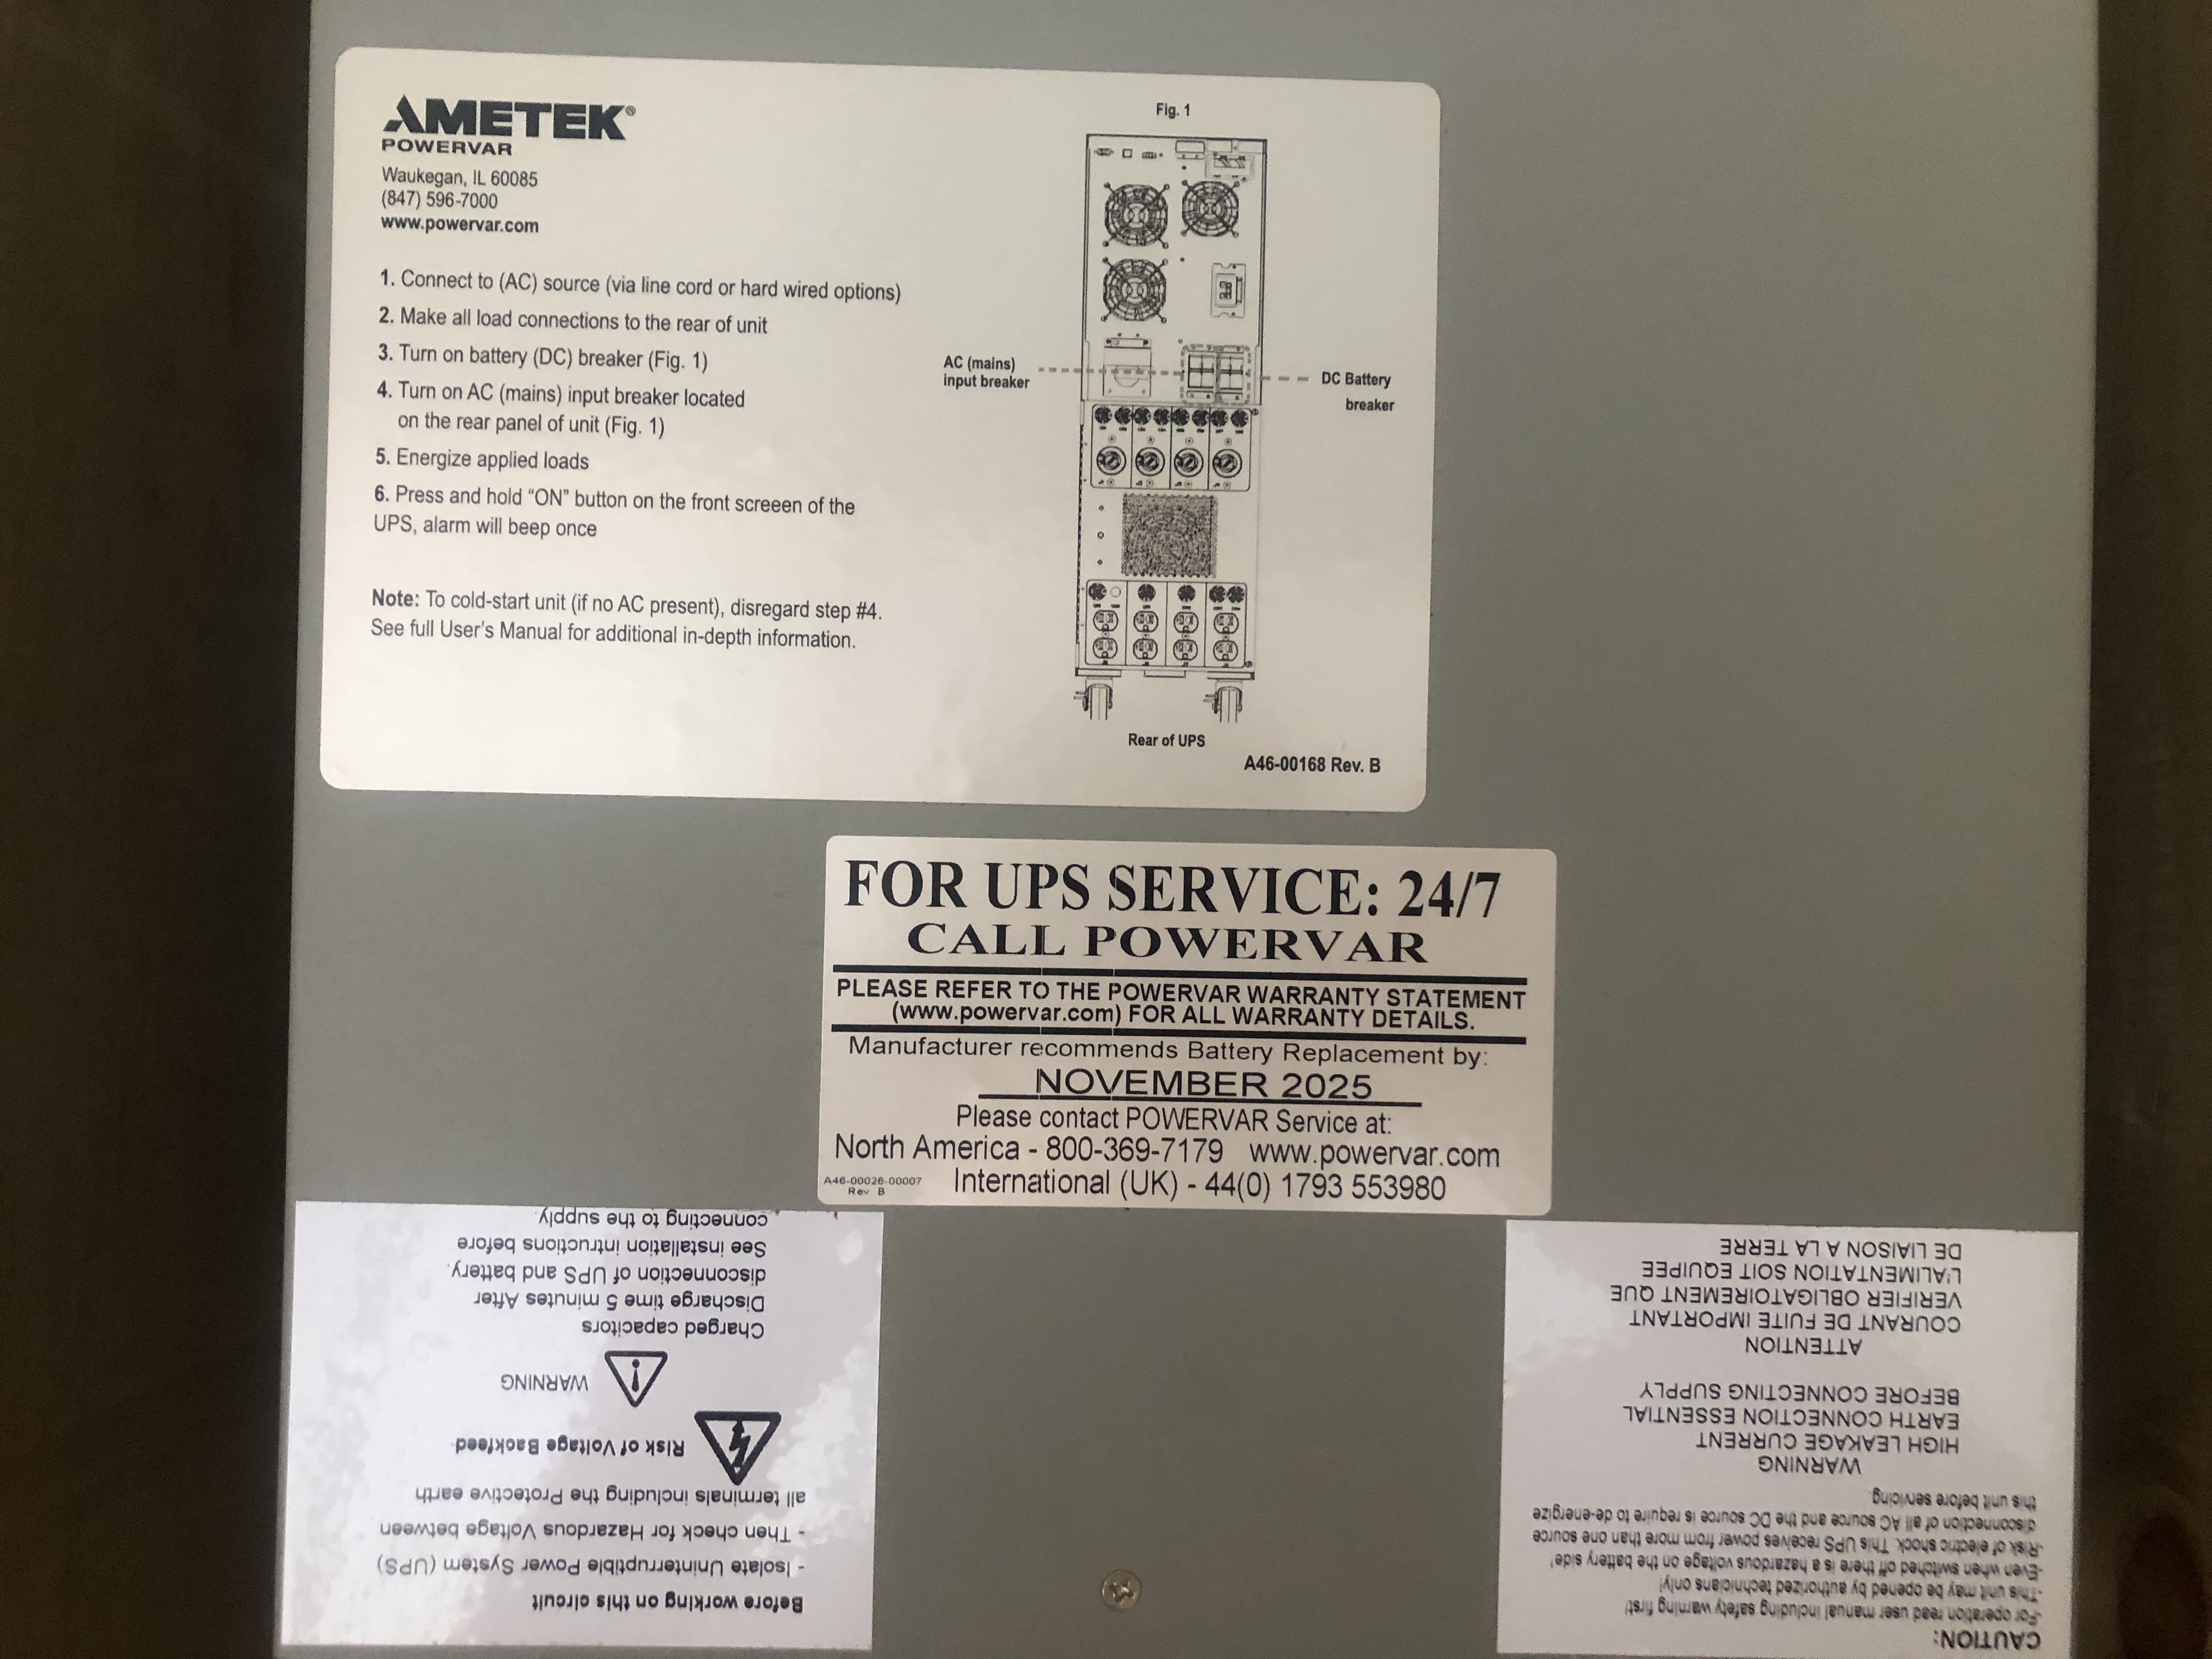 AMETEK®
POWERVAR
Waukegan, IL 60085
(847) 596-7000
www.powervar.com
1. Connect to (AC) source (via line cord or hard wired options)
2. Make all load connections to the rear of unit
3. Turn on battery (DC) breaker (Fig. 1)
4. Turn on AC (mains) input breaker located
on the rear panel of unit (Fig. 1)
5. Energize applied loads
6. Press and hold “ON” button on the front screeen of the
UPS, alarm will beep once
Note: To cold-start unit (if no AC present), disregard step #4.
See full User’s Manual for additional in-depth information.
Fig. 1
AC (mains)
input breaker
DC Battery
breaker
Rear of UPS
A46-00168 Rev. B
FOR UPS SERVICE: 24/7
CALL POWERVAR
PLEASE REFER TO THE POWERVAR WARRANTY STATEMENT
(www.powervar.com) FOR ALL WARRANTY DETAILS.
Manufacturer recommends Battery Replacement by:
NOVEMBER 2025
Please contact POWERVAR Service at:
North America - 800-369-7179 www.powervar.com
International (UK) - 44(0) 1793 553980
A46-00026-00007
Rev B
Before working on this circuit
- Isolate Uninterruptible Power System (UPS)
- Then check for Hazardous Voltage between
all terminals including the Protective earth
Risk of Voltage Backfeed
WARNING
Charged capacitors
Discharge time 5 minutes After
disconnection of UPS and battery.
See installation intructions before
connecting to the supply.
CAUTION:
-For operation read user manual including safety warning first!
-This unit may be opened by authorized technicians only!
-Even when switched off there is a hazardous voltage on the battery side!
-Risk of electric shock. This UPS receives power from more than one source
disconnection of all AC source and the DC source is require to de-energize
this unit before servicing.
WARNING
HIGH LEAKAGE CURRENT
EARTH CONNECTION ESSENTIAL
BEFORE CONNECTING SUPPLY
ATTENTION
COURANT DE FUITE IMPORTANT
VERIFIER OBLIGATOIREMENT QUE
L'ALIMENTATION SOIT EQUIPEE
DE LIAISON A LA TERRE